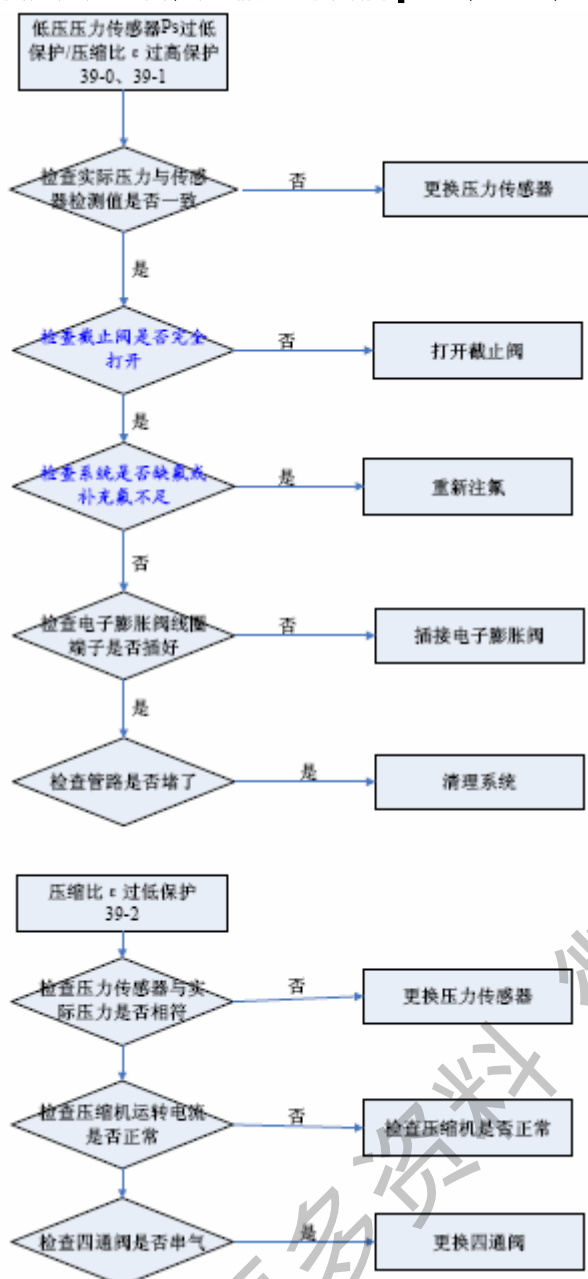 低压压力传感器Ps过低
保护/压缩比 ε 过高保护
39-0、39-1
检查实际压力与传感
器检测值是否一致
否
更换压力传感器
是
检查截止阀是否完全
打开
否
打开截止阀
是
检查系统是否缺氟或
补充氟不足
是
重新注氟
否
检查电子膨胀阀线圈
端子是否插好
否
插接电子膨胀阀
是
检查管路是否堵了
是
清理系统
压缩比 ε 过低保护
39-2
检查压力传感器与实
际压力是否相符
否
更换压力传感器
检查压缩机运转电流
是否正常
否
检查压缩机是否正常
检查四通阀是否串气
是
更换四通阀
多资料